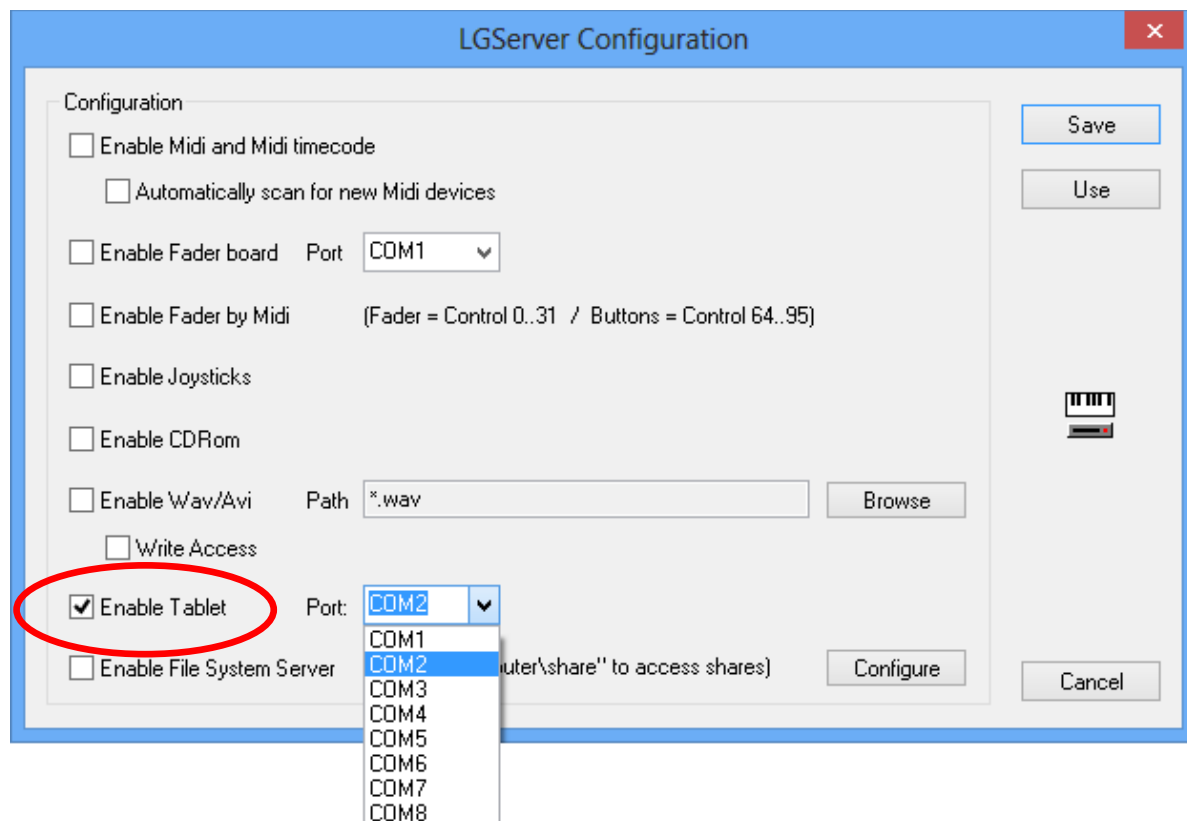 LGServer Configuration
Configuration
Save
Enable Midi and Midi timecode
Automatically scan for new Midi devices
Use
Enable Fader board Port COM1
Enable Fader by Midi (Fader = Control 0..31 / Buttons = Control 64..95)
Enable Joysticks
Enable CDRom
Enable Wav/Avi Path *.wav Browse
Write Access
Enable Tablet Port: COM2
COM1
Enable File System Server COM2 uter\share" to access shares) Configure
COM3
Cancel
COM4
COM5
COM6
COM7
COM8